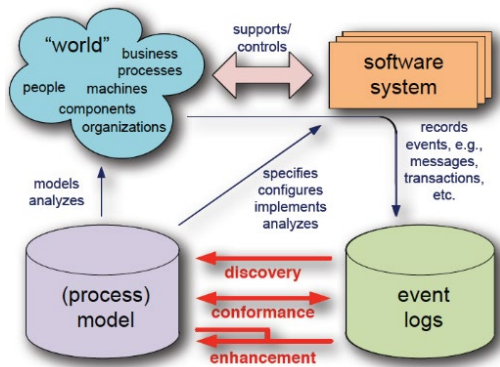 “world”
business
processes
people
machines
components
organizations
supports/
controls
software
system
records
events, e.g.,
messages,
transactions,
etc.
models
analyzes
specifies
configures
implements
analyzes
discovery
(process)
model
conformance
event
logs
enhancement